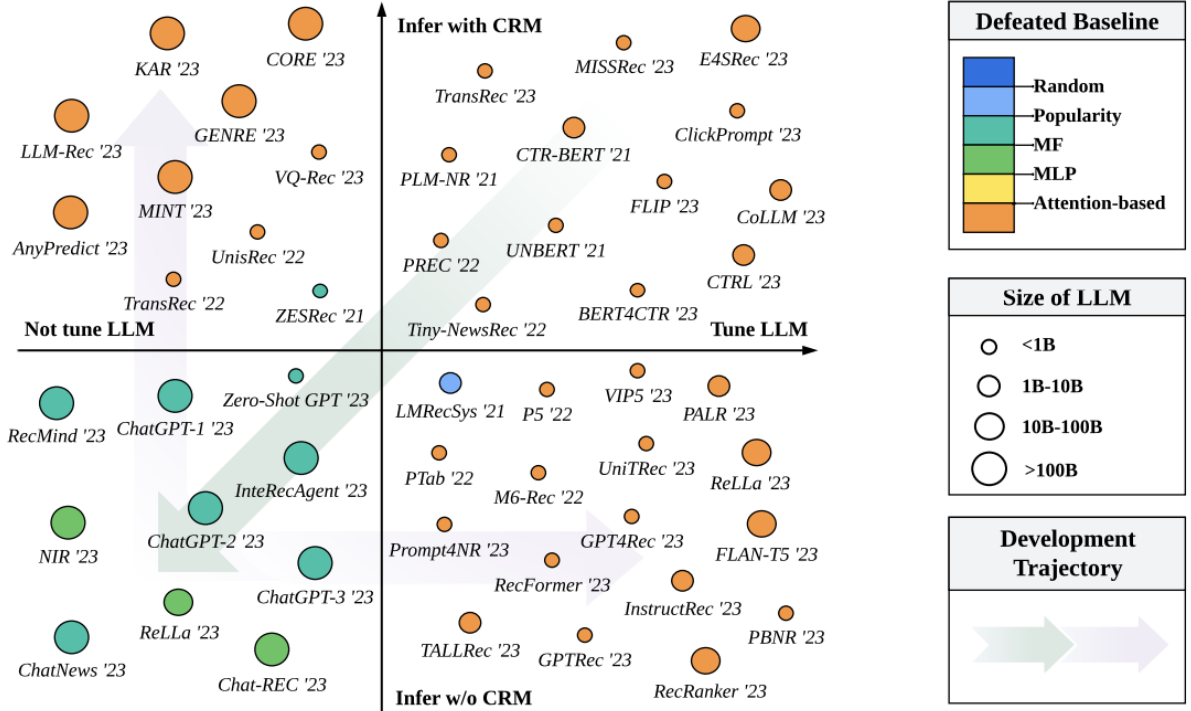 Infer with CRM
KAR '23
CORE '23
LLM-Rec '23
GENRE '23
VQ-Rec '23
MINT '23
AnyPredict '23
UnisRec '22
TransRec '22
ZESRec '21
Not tune LLM
MISSRec '23
E4SRec '23
TransRec '23
ClickPrompt '23
CTR-BERT '21
PLM-NR '21
FLIP '23
CoLLM '23
UNBERT '21
PREC '22
CTRL '23
BERT4CTR '23
Tiny-NewsRec '22
Tune LLM
Zero-Shot GPT '23
RecMind '23
ChatGPT-1 '23
InteRecAgent '23
ChatGPT-2 '23
NIR '23
ChatGPT-3 '23
ReLLa '23
ChatNews '23
Chat-REC '23
LMRecSys '21
P5 '22
VIP5 '23
PALR '23
PTab '22
UniTRec '23
M6-Rec '22
ReLLa '23
Prompt4NR '23
GPT4Rec '23
FLAN-T5 '23
RecFormer '23
InstructRec '23
PBNR '23
TALLRec '23
GPTRec '23
RecRanker '23
Infer w/o CRM
Defeated Baseline
Random
Popularity
MF
MLP
Attention-based
Size of LLM
<1B
1B-10B
10B-100B
>100B
Development
Trajectory